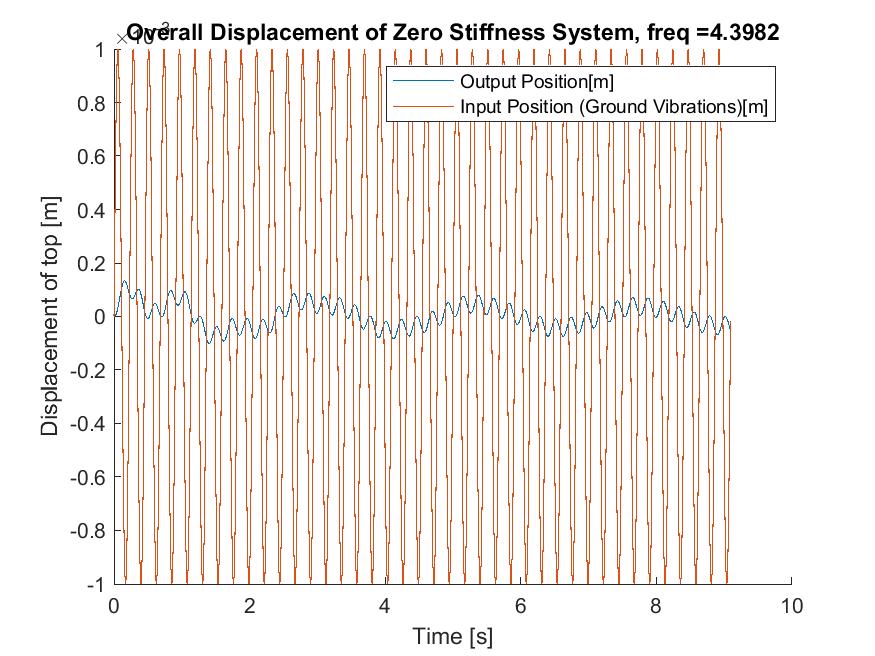 Overall Displacement of Zero Stiffness System, freq =4.3982
×10-3
Output Position[m]
Input Position (Ground Vibrations)[m]
1
0.8
0.6
0.4
0.2
0
-0.2
-0.4
-0.6
-0.8
-1
Displacement of top [m]
0 2 4 6 8 10
Time [s]